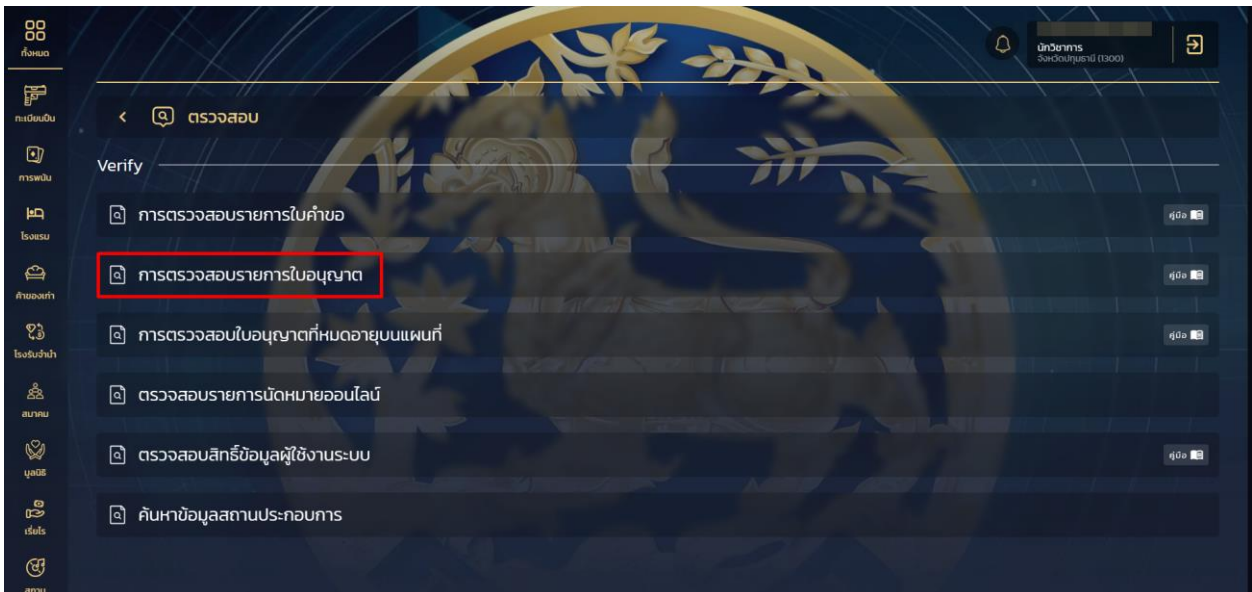 ทั้งหมด
ทะเบียนปืน
การพนัน
โรงแรม
ค้าของเก่า
โรงรับจำนำ
สมาคม
มูลนิธิ
เรี่ยไร
สถาน
นักวิชาการ
จังหวัดปทุมธานี (1300)
ตรวจสอบ
Verify
การตรวจสอบรายการใบคำขอ
คู่มือ
การตรวจสอบรายการใบอนุญาต
คู่มือ
การตรวจสอบใบอนุญาตที่หมดอายุบนแผนที่
คู่มือ
ตรวจสอบรายการนัดหมายออนไลน์
ตรวจสอบสิทธิ์ข้อมูลผู้ใช้งานระบบ
คู่มือ
ค้นหาข้อมูลสถานประกอบการ